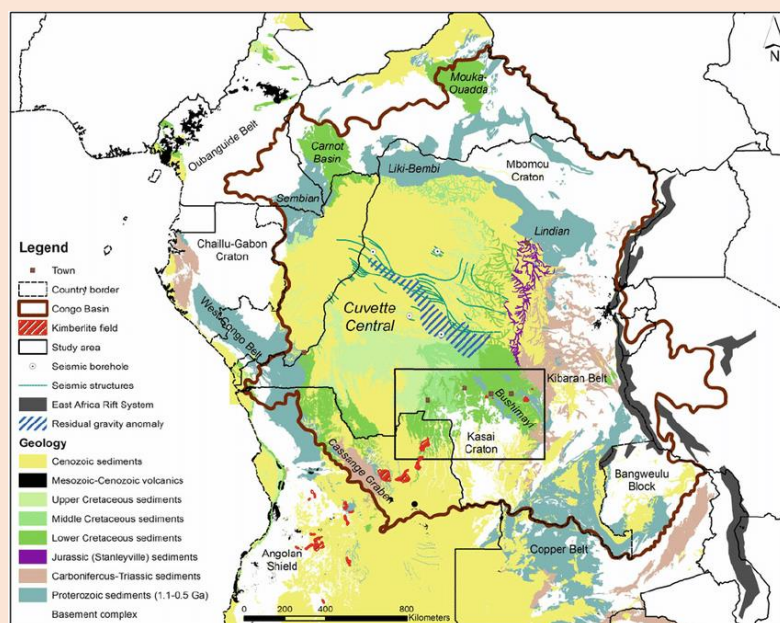 N
Mouka-
Ouadda
Oubanguide Belt
Carnot
Basin
Liki-Bembi
Mbomou
Craton
Sembian
Lindian
Chaillu-Gabon
Craton
Cuvette
Central
West Congo Belt
Kibaran Belt
Bushimayi
Kasai
Craton
Cassange Graben
Bangweulu
Block
Copper Belt
Angolan
Shield
Legend
Town
Country border
Congo Basin
Kimberlite field
Study area
Seismic borehole
Seismic structures
East Africa Rift System
Residual gravity anomaly
Geology
Cenozoic sediments
Mesozoic-Cenozoic volcanics
Upper Cretaceous sediments
Middle Cretaceous sediments
Lower Cretaceous sediments
Jurassic (Stanleyville) sediments
Carbonifercus-Triassic sediments
Proterozoic sediments (1.1-0.5 Ga)
Basement complex
0 200 400 800
Kilometers